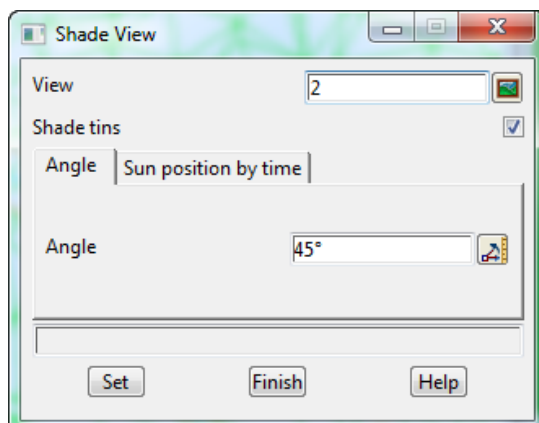 Shade View
View 2
Shade tins
Angle Sun position by time
Angle 45°
Set Finish Help